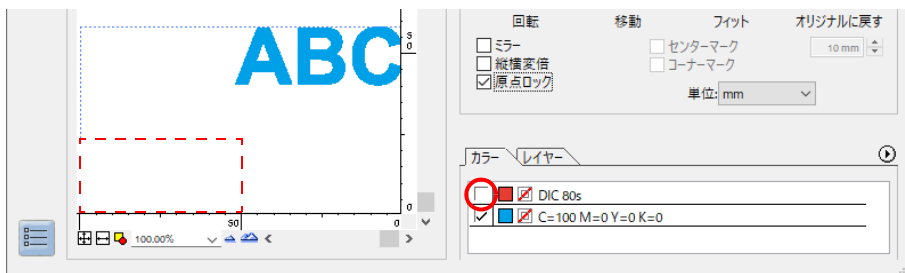 回転 移動 フィット オリジナルに戻す
ABC
ミラー
縦横変倍
原点ロック
センターマーク
コーナーマーク
10 mm
単位: mm
カラー レイヤー
DIC 80s
C=100 M=0 Y=0 K=0
50
0
50
0
0
100.00%